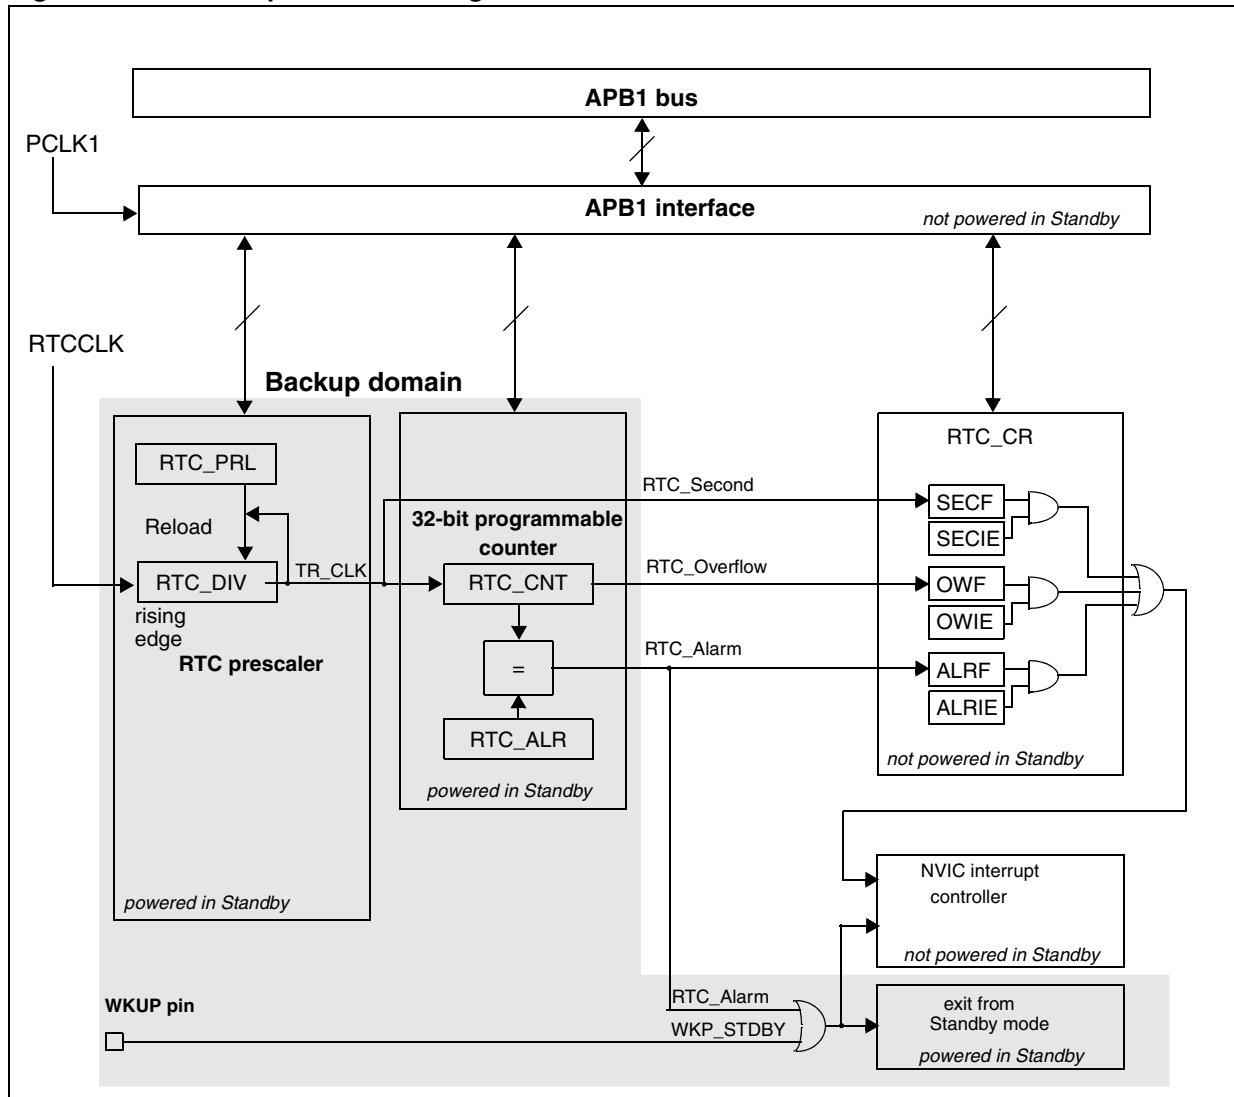 APB1 bus
PCLK1
APB1 interface
not powered in Standby
RTCCLK
Backup domain
RTC_PRL
Reload
RTC_DIV
TR_CLK
rising
edge
RTC prescaler
powered in Standby
32-bit programmable
counter
RTC_CNT
=
RTC_ALR
powered in Standby
RTC_Second
RTC_Overflow
RTC_Alarm
RTC_CR
SECF
SECIE
OWF
OWIE
ALRF
ALRIE
not powered in Standby
NVIC interrupt
controller
not powered in Standby
WKUP pin
RTC_Alarm
WKP_STDBY
exit from
Standby mode
powered in Standby